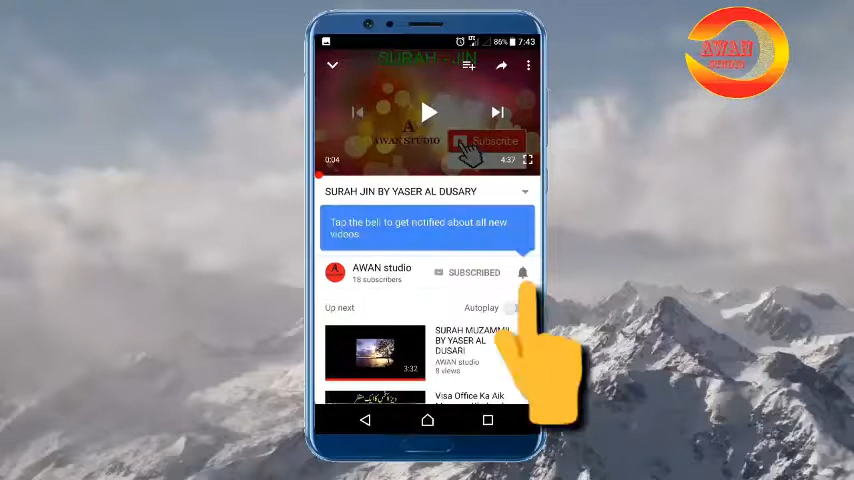 AWAN
STUDIO
86% 7:43
SURAH - JIN
AWAN STUDIO
Subscribe
0:04
4:37
SURAH JIN BY YASER AL DUSARY
Tap the bell to get notified about all new
videos.
AWAN studio
18 subscribers
SUBSCRIBED
Up next
Autoplay
SURAH MUZAMMIL
BY YASER AL
DUSARI
AWAN studio
8 views
3:32
Visa Office Ka Aik